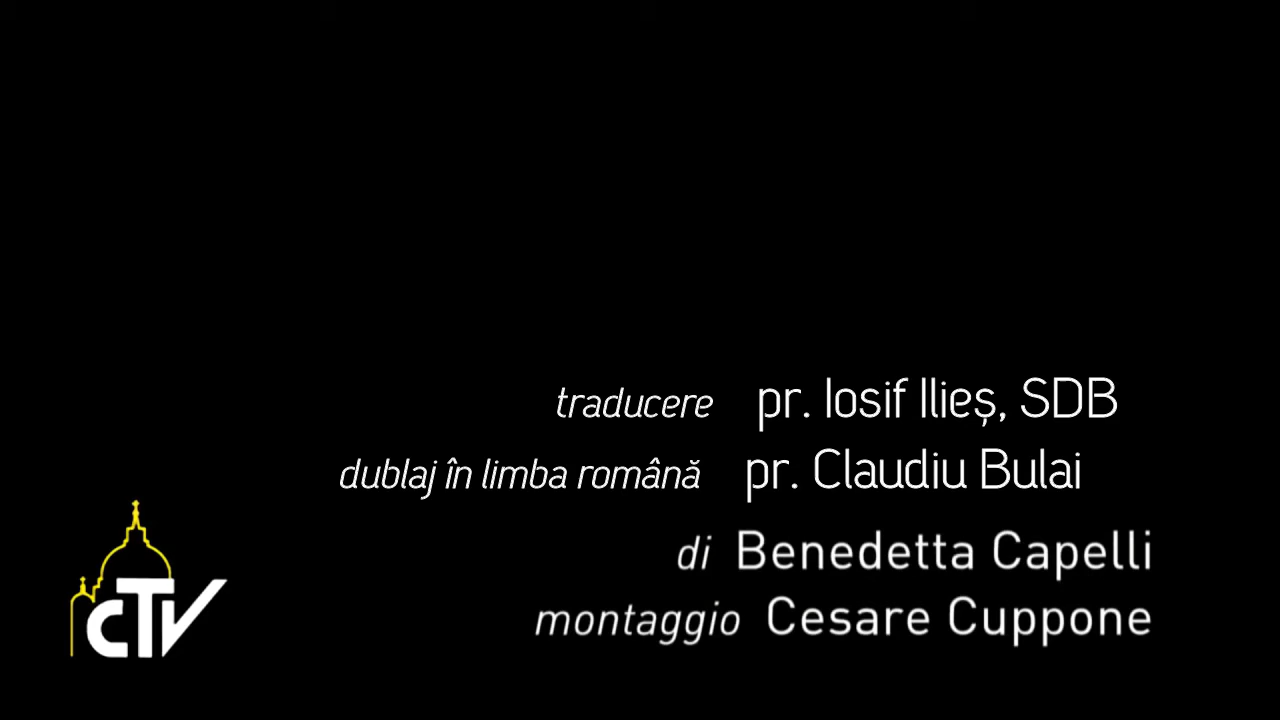 traducere pr. Iosif Ilieș, SDB
dublaj în limba română pr. Claudiu Bulai
di Benedetta Capelli
montaggio Cesare Cuppone
CTV